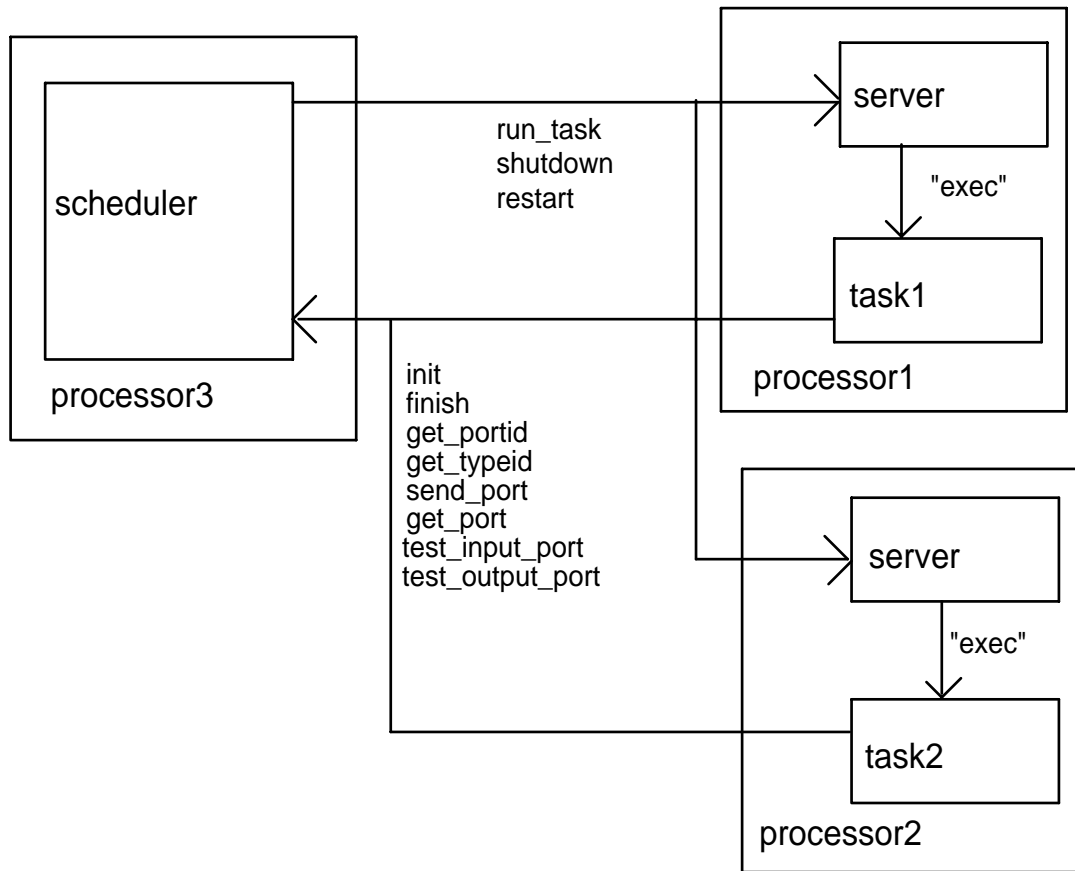 server
run_task
shutdown
restart
"exec"
scheduler
task1
processor1
processor3
init
finish
get_portid
get_typeid
send_port
get_port
test_input_port
test_output_port
server
"exec"
task2
processor2